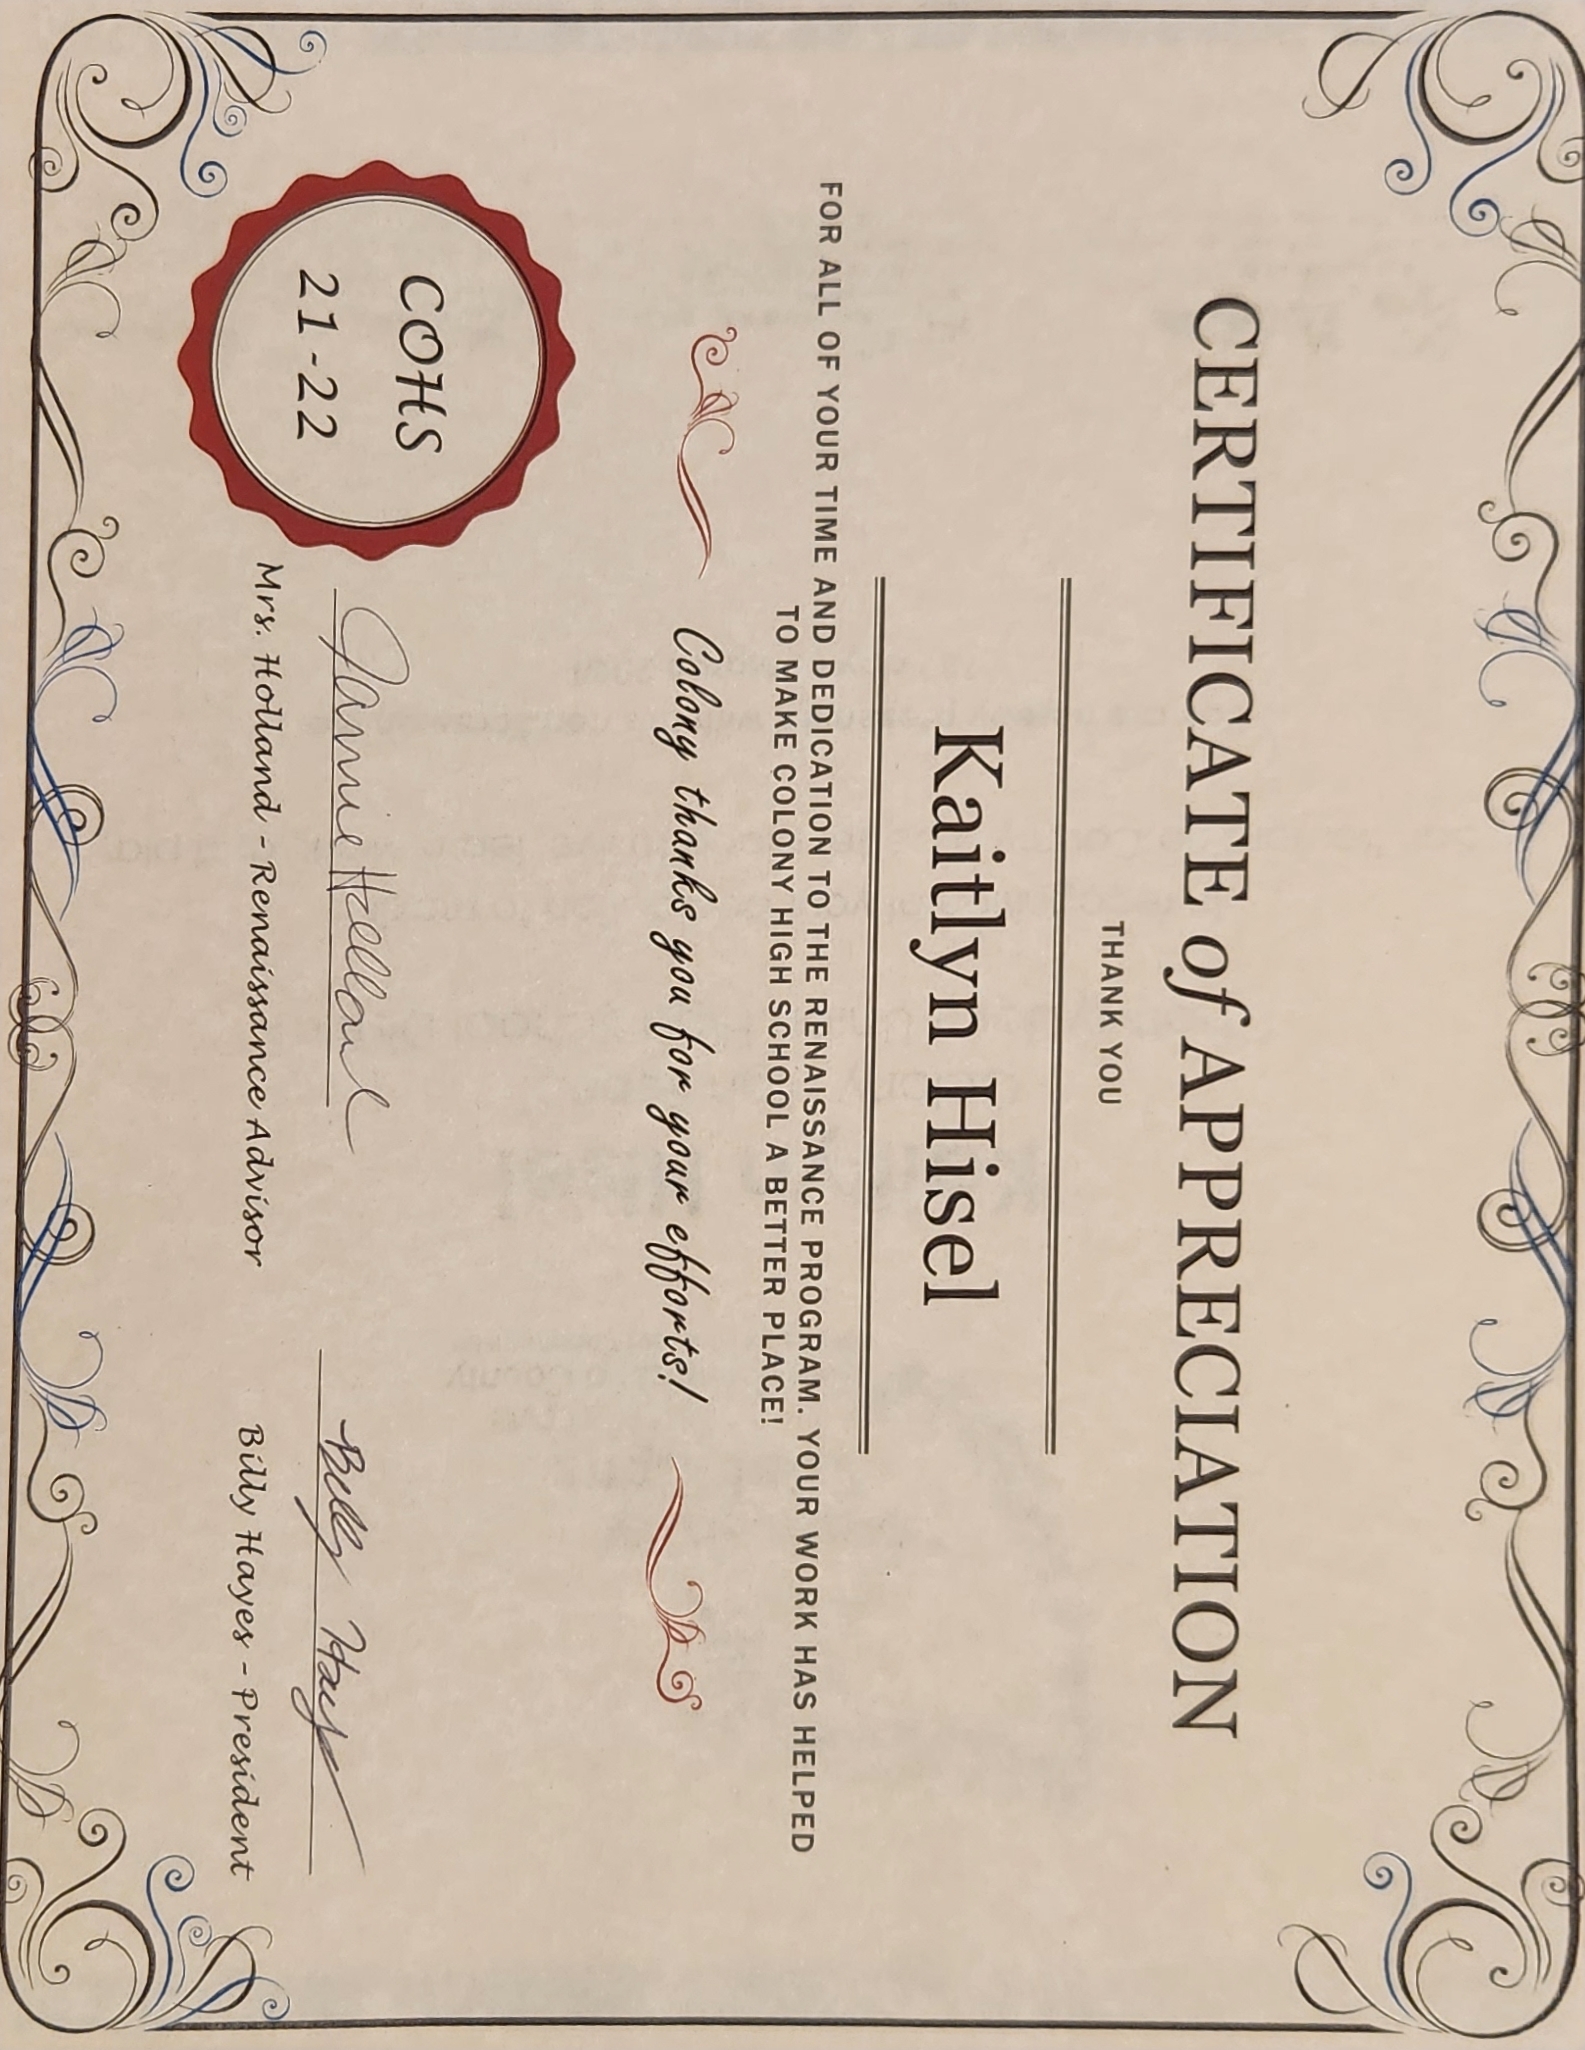 CERTIFICATE of APPRECIATION
THANK YOU
Kaitlyn Hisel
FOR ALL OF YOUR TIME AND DEDICATION TO THE RENAISSANCE PROGRAM. YOUR WORK HAS HELPED
TO MAKE COLONY HIGH SCHOOL A BETTER PLACE!
Colony thanks you for your efforts!
COHS
21-22
Jamie Holland
Mrs. Holland - Renaissance Advisor
Billy Hayes
Billy Hayes - President